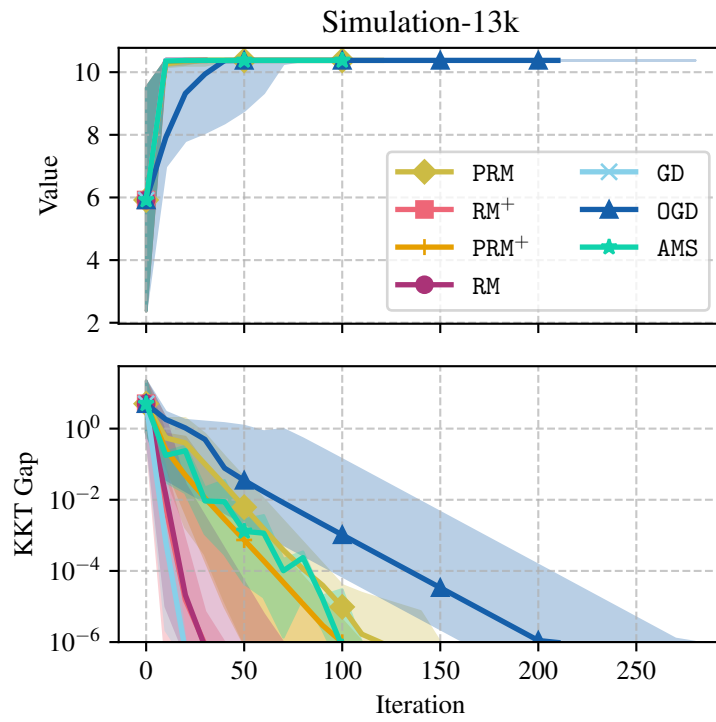 Simulation-13k
10
8
6
4
2
Value
PRM
RM+
PRM+
RM
GD
OGD
AMS
10^0
10^-2
10^-4
10^-6
KKT Gap
0 50 100 150 200 250
Iteration